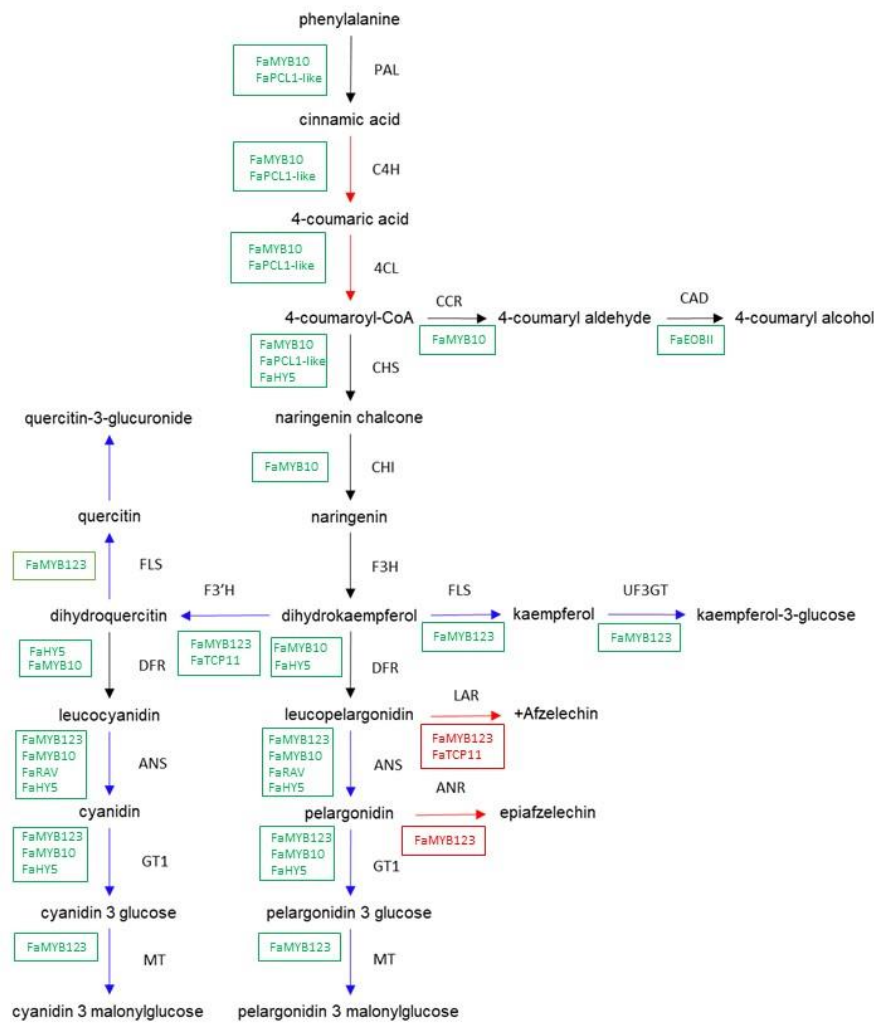 phenylalanine
FaMYB10
FaPCL1-like
PAL
cinnamic acid
FaMYB10
FaPCL1-like
C4H
4-coumaric acid
FaMYB10
FaPCL1-like
4CL
4-coumaroyl-CoA
CCR
4-coumaryl aldehyde
CAD
4-coumaryl alcohol
FaMYB10
FaEOBII
FaMYB10
FaPCL1-like
FaHY5
CHS
quercitin-3-glucuronide
naringenin chalcone
FaMYB10
CHI
quercitin
naringenin
FaMYB123
FLS
F3H
F3’H
FLS
UF3GT
dihydroquercitin
dihydrokaempferol
kaempferol
kaempferol-3-glucose
FaMYB123
FaTCP11
FaMYB123
FaMYB123
FaHY5
FaMYB10
DFR
FaMYB10
FaHY5
DFR
LAR
leucocyanidin
leucopelargonidin
+Afzelechin
FaMYB123
FaTCP11
FaMYB123
FaMYB10
FaRAV
FaHY5
ANS
FaMYB123
FaMYB10
FaRAV
FaHY5
ANS
ANR
cyanidin
pelargonidin
epiafzelechin
FaMYB123
FaMYB123
FaMYB10
FaHY5
GT1
FaMYB123
FaMYB10
FaHY5
GT1
cyanidin 3 glucose
pelargonidin 3 glucose
FaMYB123
MT
FaMYB123
MT
cyanidin 3 malonylglucose
pelargonidin 3 malonylglucose